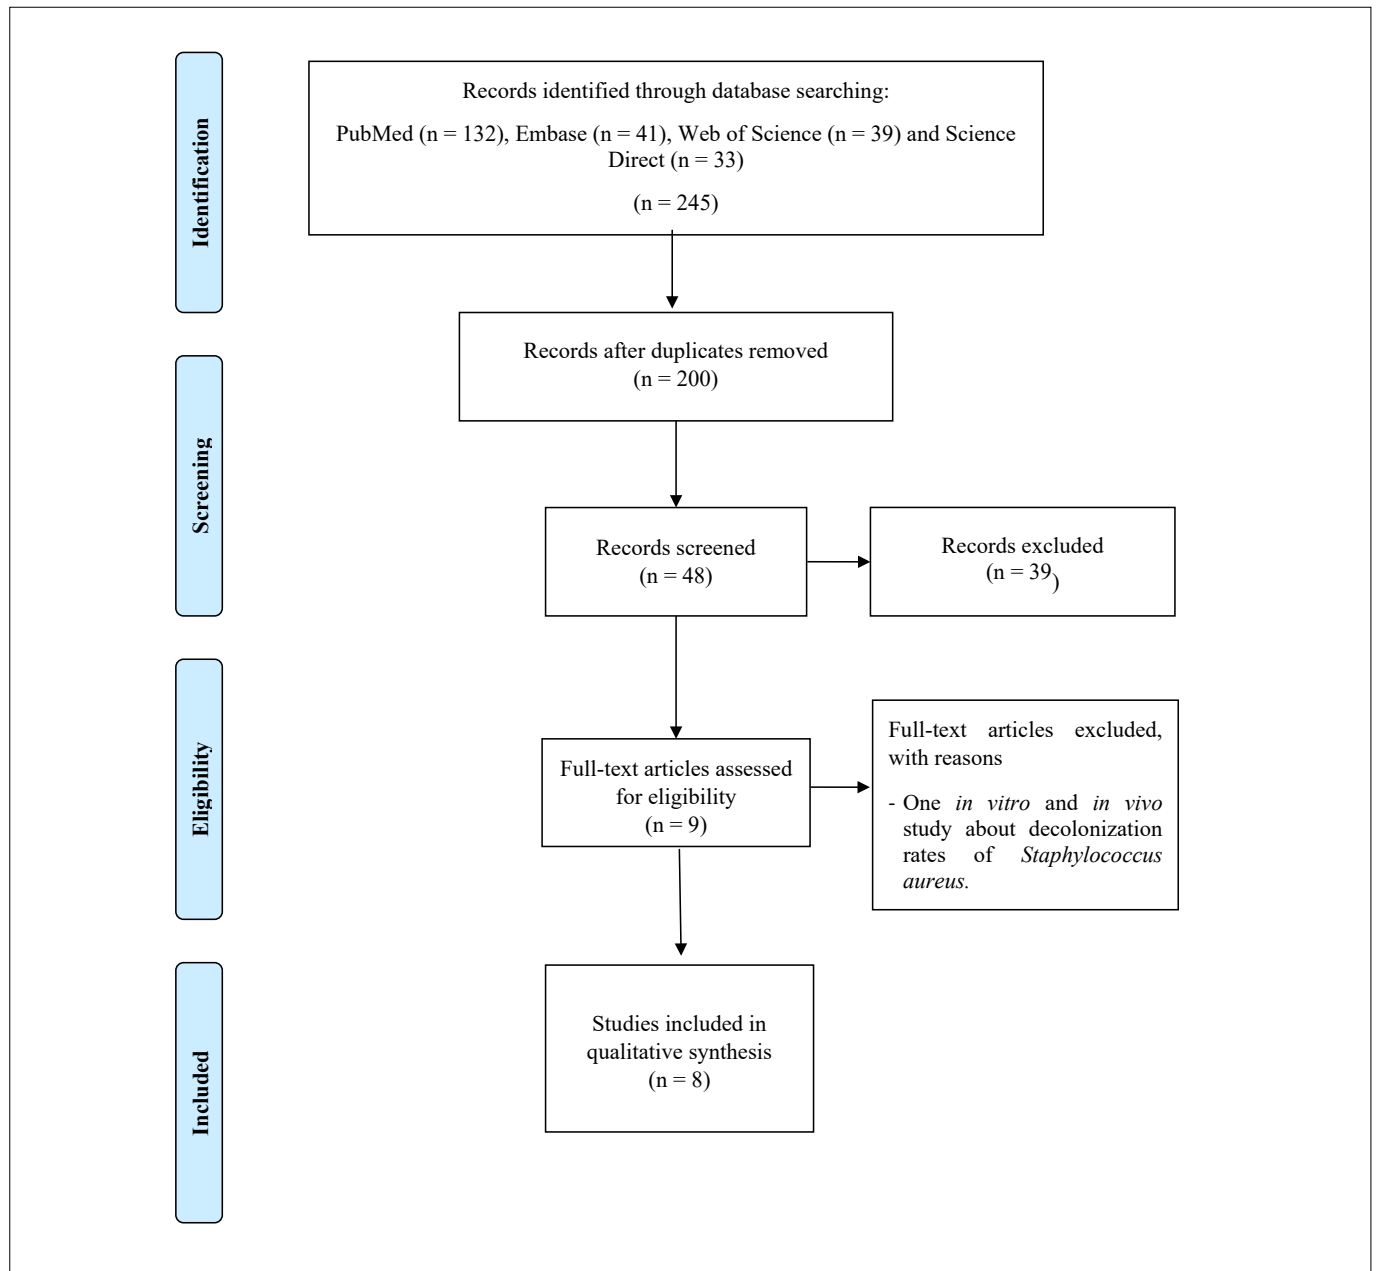 Identification
Records identified through database searching:
PubMed (n = 132), Embase (n = 41), Web of Science (n = 39) and Science
Direct (n = 33)
(n = 245)
Records after duplicates removed
(n = 200)
Screening
Records screened
(n = 48)
Records excluded
(n = 39)
Eligibility
Full-text articles assessed
for eligibility
(n = 9)
Full-text articles excluded,
with reasons
- One in vitro and in vivo
study about decolonization
rates of Staphylococcus
aureus.
Included
Studies included in
qualitative synthesis
(n = 8)